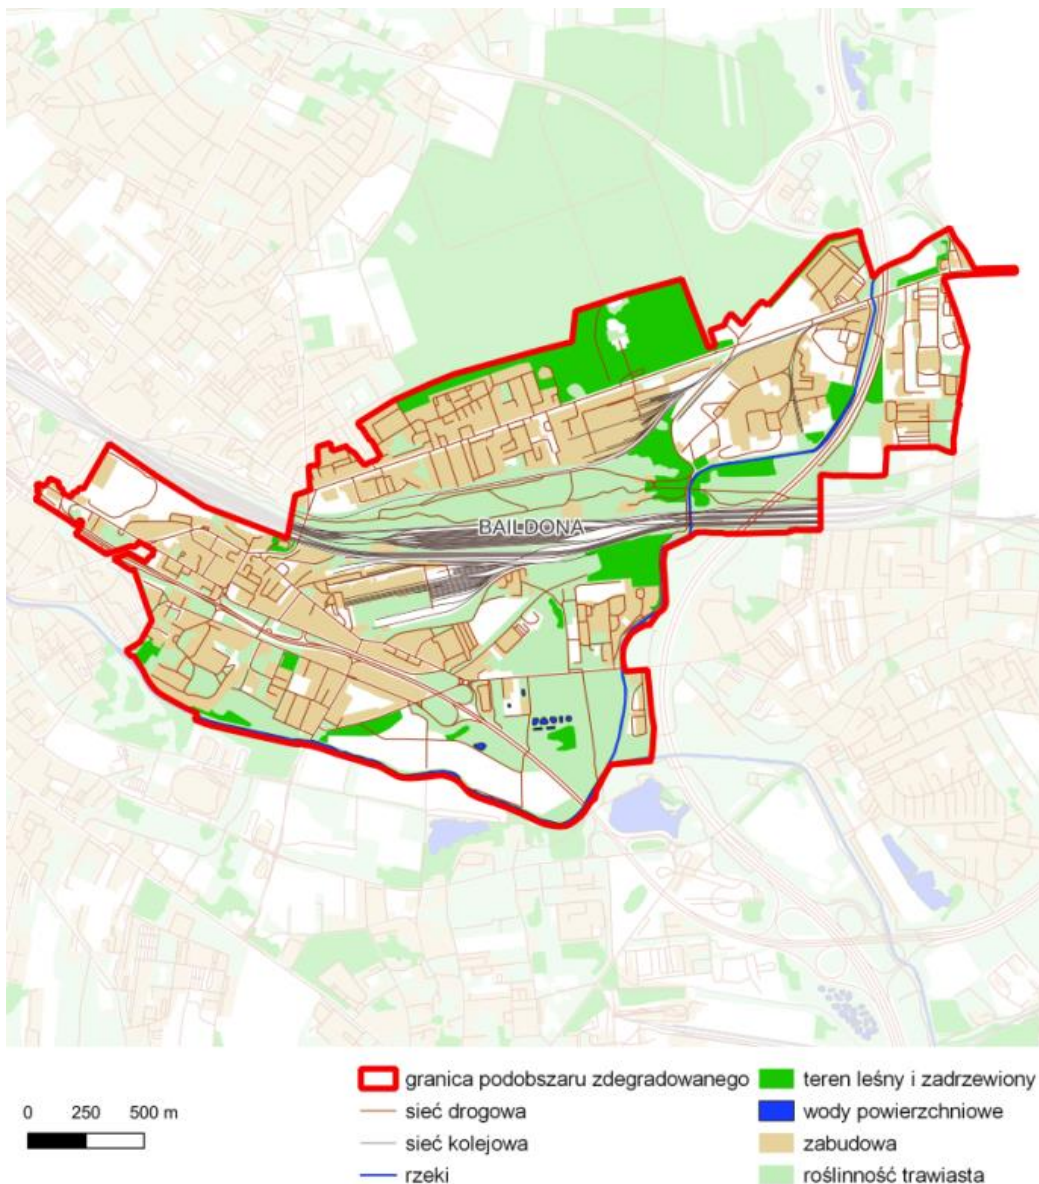 BAILDONA
granica podobszaru zdegradowanego
teren leśny i zadrzewiony
0 250 500 m
sieć drogowa
wody powierzchniowe
sieć kolejowa
zabudowa
rzeki
roślinność trawiasta